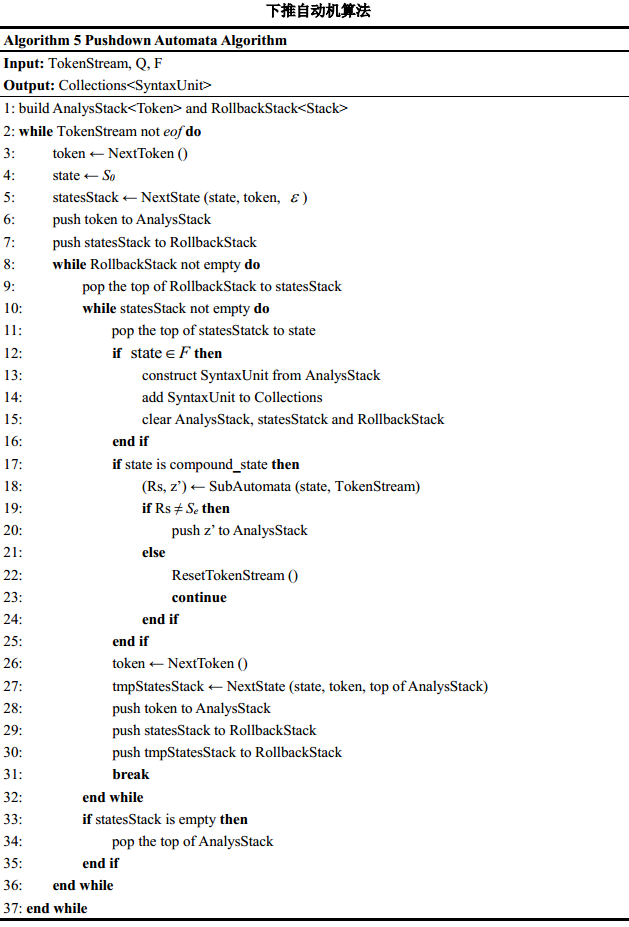 下推自动机算法
Algorithm 5 Pushdown Automata Algorithm
Input: TokenStream, Q, F
Output: Collections<SyntaxUnit>
1: build AnalysStack<Token> and RollbackStack<Stack>
2: while TokenStream not eof do
3: token ← NextToken ()
4: state ← S₀
5: statesStack ← NextState (state, token, ε )
6: push token to AnalysStack
7: push statesStack to RollbackStack
8: while RollbackStack not empty do
9: pop the top of RollbackStack to statesStack
10: while statesStack not empty do
11: pop the top of statesStatck to state
12: if state ∈ F then
13: construct SyntaxUnit from AnalysStack
14: add SyntaxUnit to Collections
15: clear AnalysStack, statesStatck and RollbackStack
16: end if
17: if state is compound_state then
18: (Rs, z’) ← SubAutomata (state, TokenStream)
19: if Rs ≠ Sₑ then
20: push z’ to AnalysStack
21: else
22: ResetTokenStream ()
23: continue
24: end if
25: end if
26: token ← NextToken ()
27: tmpStatesStack ← NextState (state, token, top of AnalysStack)
28: push token to AnalysStack
29: push statesStack to RollbackStack
30: push tmpStatesStack to RollbackStack
31: break
32: end while
33: if statesStack is empty then
34: pop the top of AnalysStack
35: end if
36: end while
37: end while